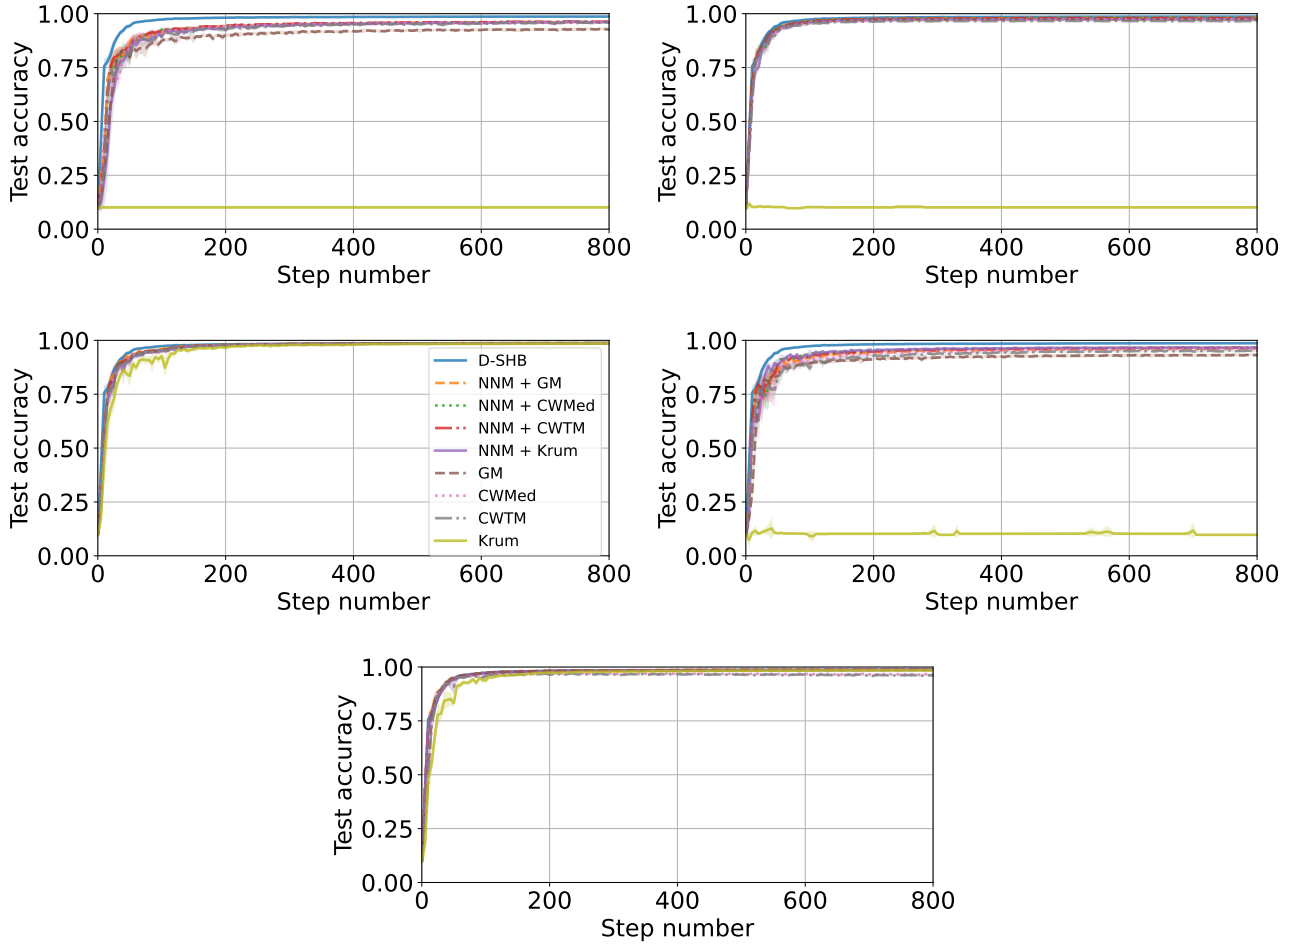 1.00
0.75
0.50
0.25
0.00
Test accuracy
0 200 400 600 800
Step number
1.00
0.75
0.50
0.25
0.00
Test accuracy
0 200 400 600 800
Step number
1.00
0.75
0.50
0.25
0.00
Test accuracy
D-SHB
NNM + GM
NNM + CWMed
NNM + CWTM
NNM + Krum
GM
CWMed
CWTM
Krum
0 200 400 600 800
Step number
1.00
0.75
0.50
0.25
0.00
Test accuracy
0 200 400 600 800
Step number
1.00
0.75
0.50
0.25
0.00
Test accuracy
0 200 400 600 800
Step number